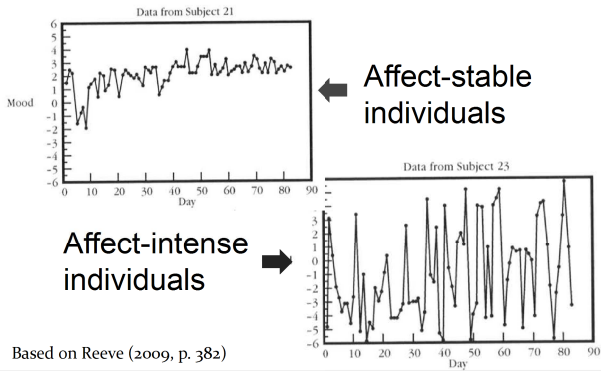 Data from Subject 21
6
5
4
3
2
1
0
-1
-2
-3
-4
-5
-6
Mood
0 10 20 30 40 50 60 70 80 90
Day
Affect-stable
individuals
Data from Subject 23
3
2
1
0
-1
-2
-3
-4
-5
-6
0 10 20 30 40 50 60 70 80 90
Day
Affect-intense
individuals
Based on Reeve (2009, p. 382)